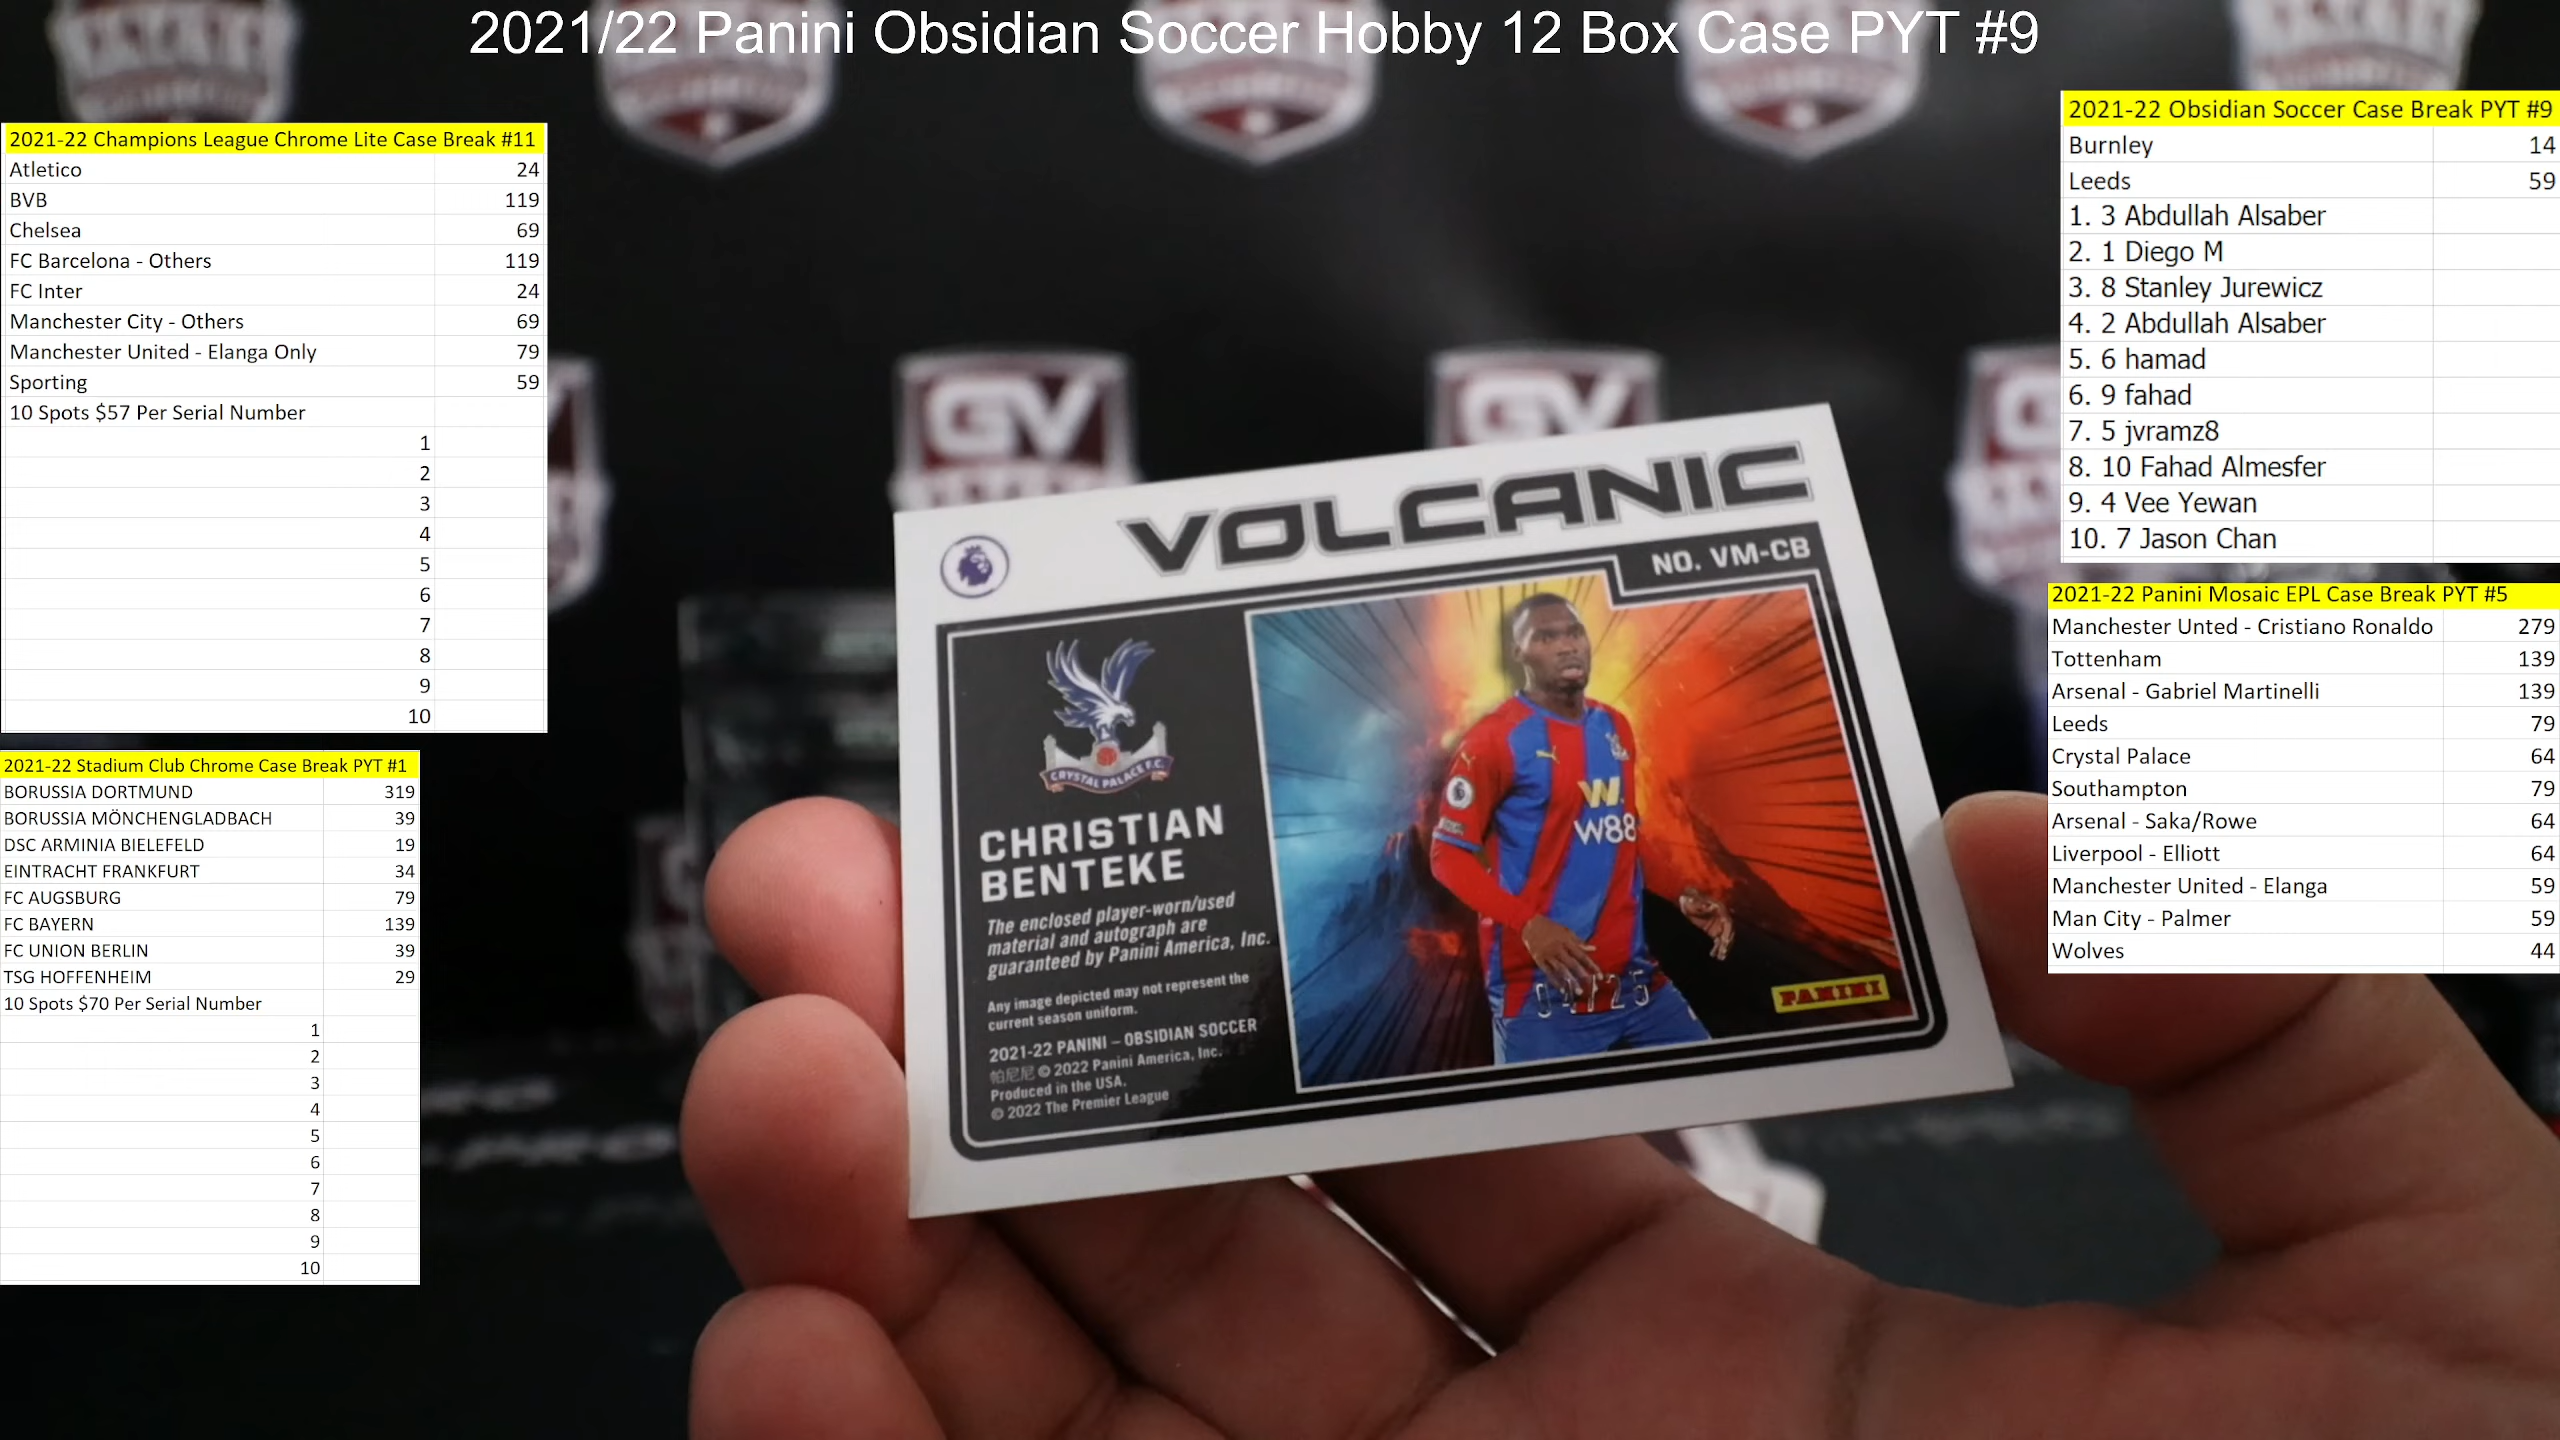 2021/22 Panini Obsidian Soccer Hobby 12 Box Case PYT #9
2021-22 Champions League Chrome Lite Case Break #11
Atletico 24
BVB 119
Chelsea 69
FC Barcelona - Others 119
FC Inter 24
Manchester City - Others 69
Manchester United - Elanga Only 79
Sporting 59
10 Spots $57 Per Serial Number
1
2
3
4
5
6
7
8
9
10
2021-22 Stadium Club Chrome Case Break PYT #1
BORUSSIA DORTMUND 319
BORUSSIA MÖNCHENGLADBACH 39
DSC ARMINIA BIELEFELD 19
EINTRACHT FRANKFURT 34
FC AUGSBURG 79
FC BAYERN 139
FC UNION BERLIN 39
TSG HOFFENHEIM 29
10 Spots $70 Per Serial Number
1
2
3
4
5
6
7
8
9
10
GV
GV
VOLCANIC
NO. VM-CB
CRYSTAL PALACE F.C.
CHRISTIAN
BENTEKE
The enclosed player-worn/used
material and autograph are
guaranteed by Panini America, Inc.
Any image depicted may not represent the
current season uniform.
2021-22 PANINI – OBSIDIAN SOCCER
帕尼尼 © 2022 Panini America, Inc.
Produced in the USA.
© 2022 The Premier League
W
W88
PANINI
2021-22 Obsidian Soccer Case Break PYT #9
Burnley 14
Leeds 59
1. 3 Abdullah Alsaber
2. 1 Diego M
3. 8 Stanley Jurewicz
4. 2 Abdullah Alsaber
5. 6 hamad
6. 9 fahad
7. 5 jvramz8
8. 10 Fahad Almesfer
9. 4 Vee Yewan
10. 7 Jason Chan
2021-22 Panini Mosaic EPL Case Break PYT #5
Manchester Unted - Cristiano Ronaldo 279
Tottenham 139
Arsenal - Gabriel Martinelli 139
Leeds 79
Crystal Palace 64
Southampton 79
Arsenal - Saka/Rowe 64
Liverpool - Elliott 64
Manchester United - Elanga 59
Man City - Palmer 59
Wolves 44